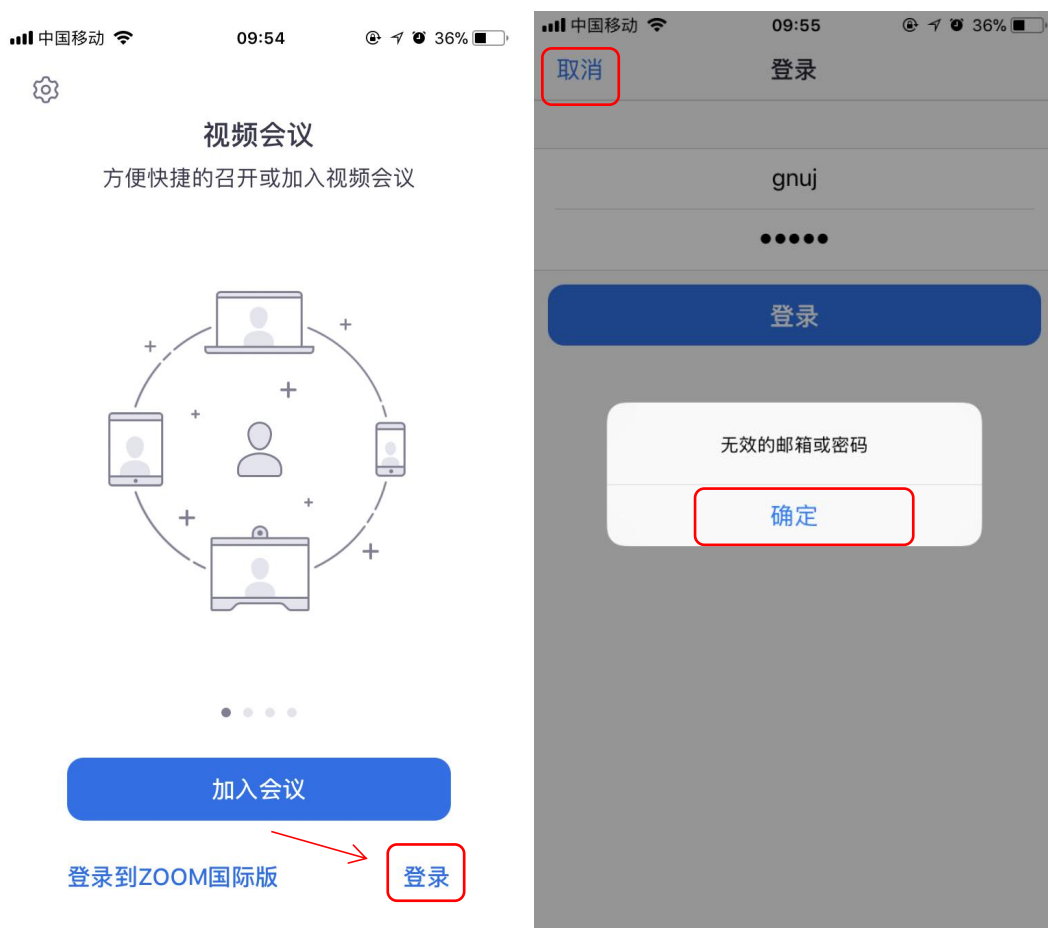 中国移动
09:54
36%
视频会议
方便快捷的召开或加入视频会议
加入会议
登录到ZOOM国际版
登录
中国移动
09:55
36%
取消
登录
gnuj
•••••
登录
无效的邮箱或密码
确定